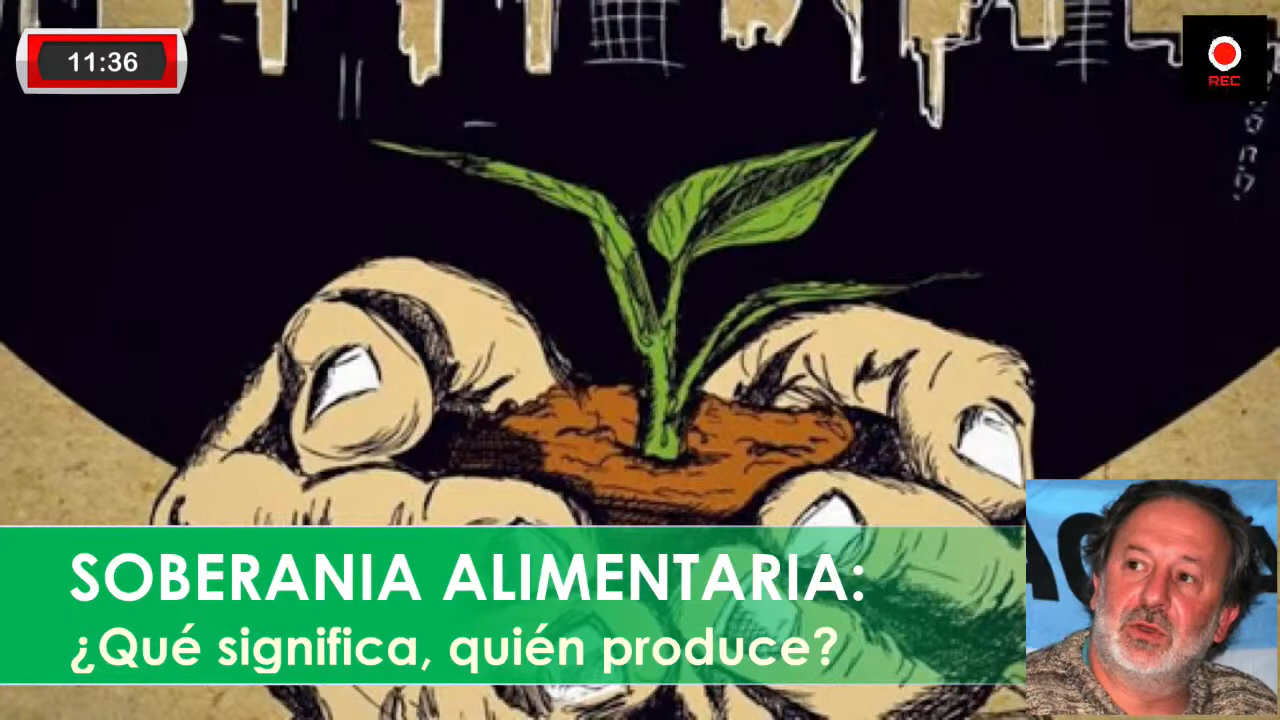 11:36
REC
SOBERANIA ALIMENTARIA:
¿Qué significa, quién produce?